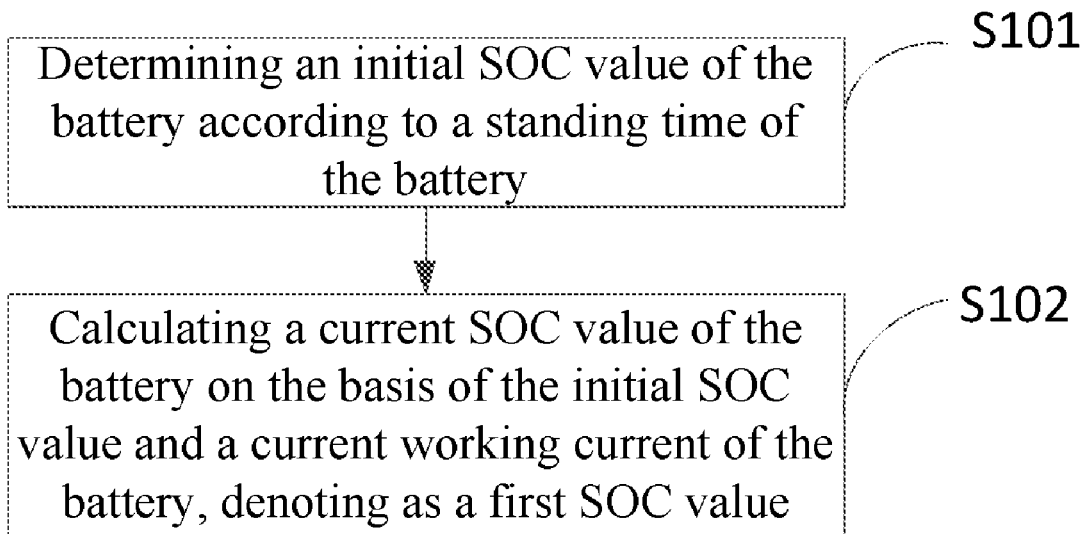 S101
Determining an initial SOC value of the
battery according to a standing time of
the battery
S102
Calculating a current SOC value of the
battery on the basis of the initial SOC
value and a current working current of the
battery, denoting as a first SOC value